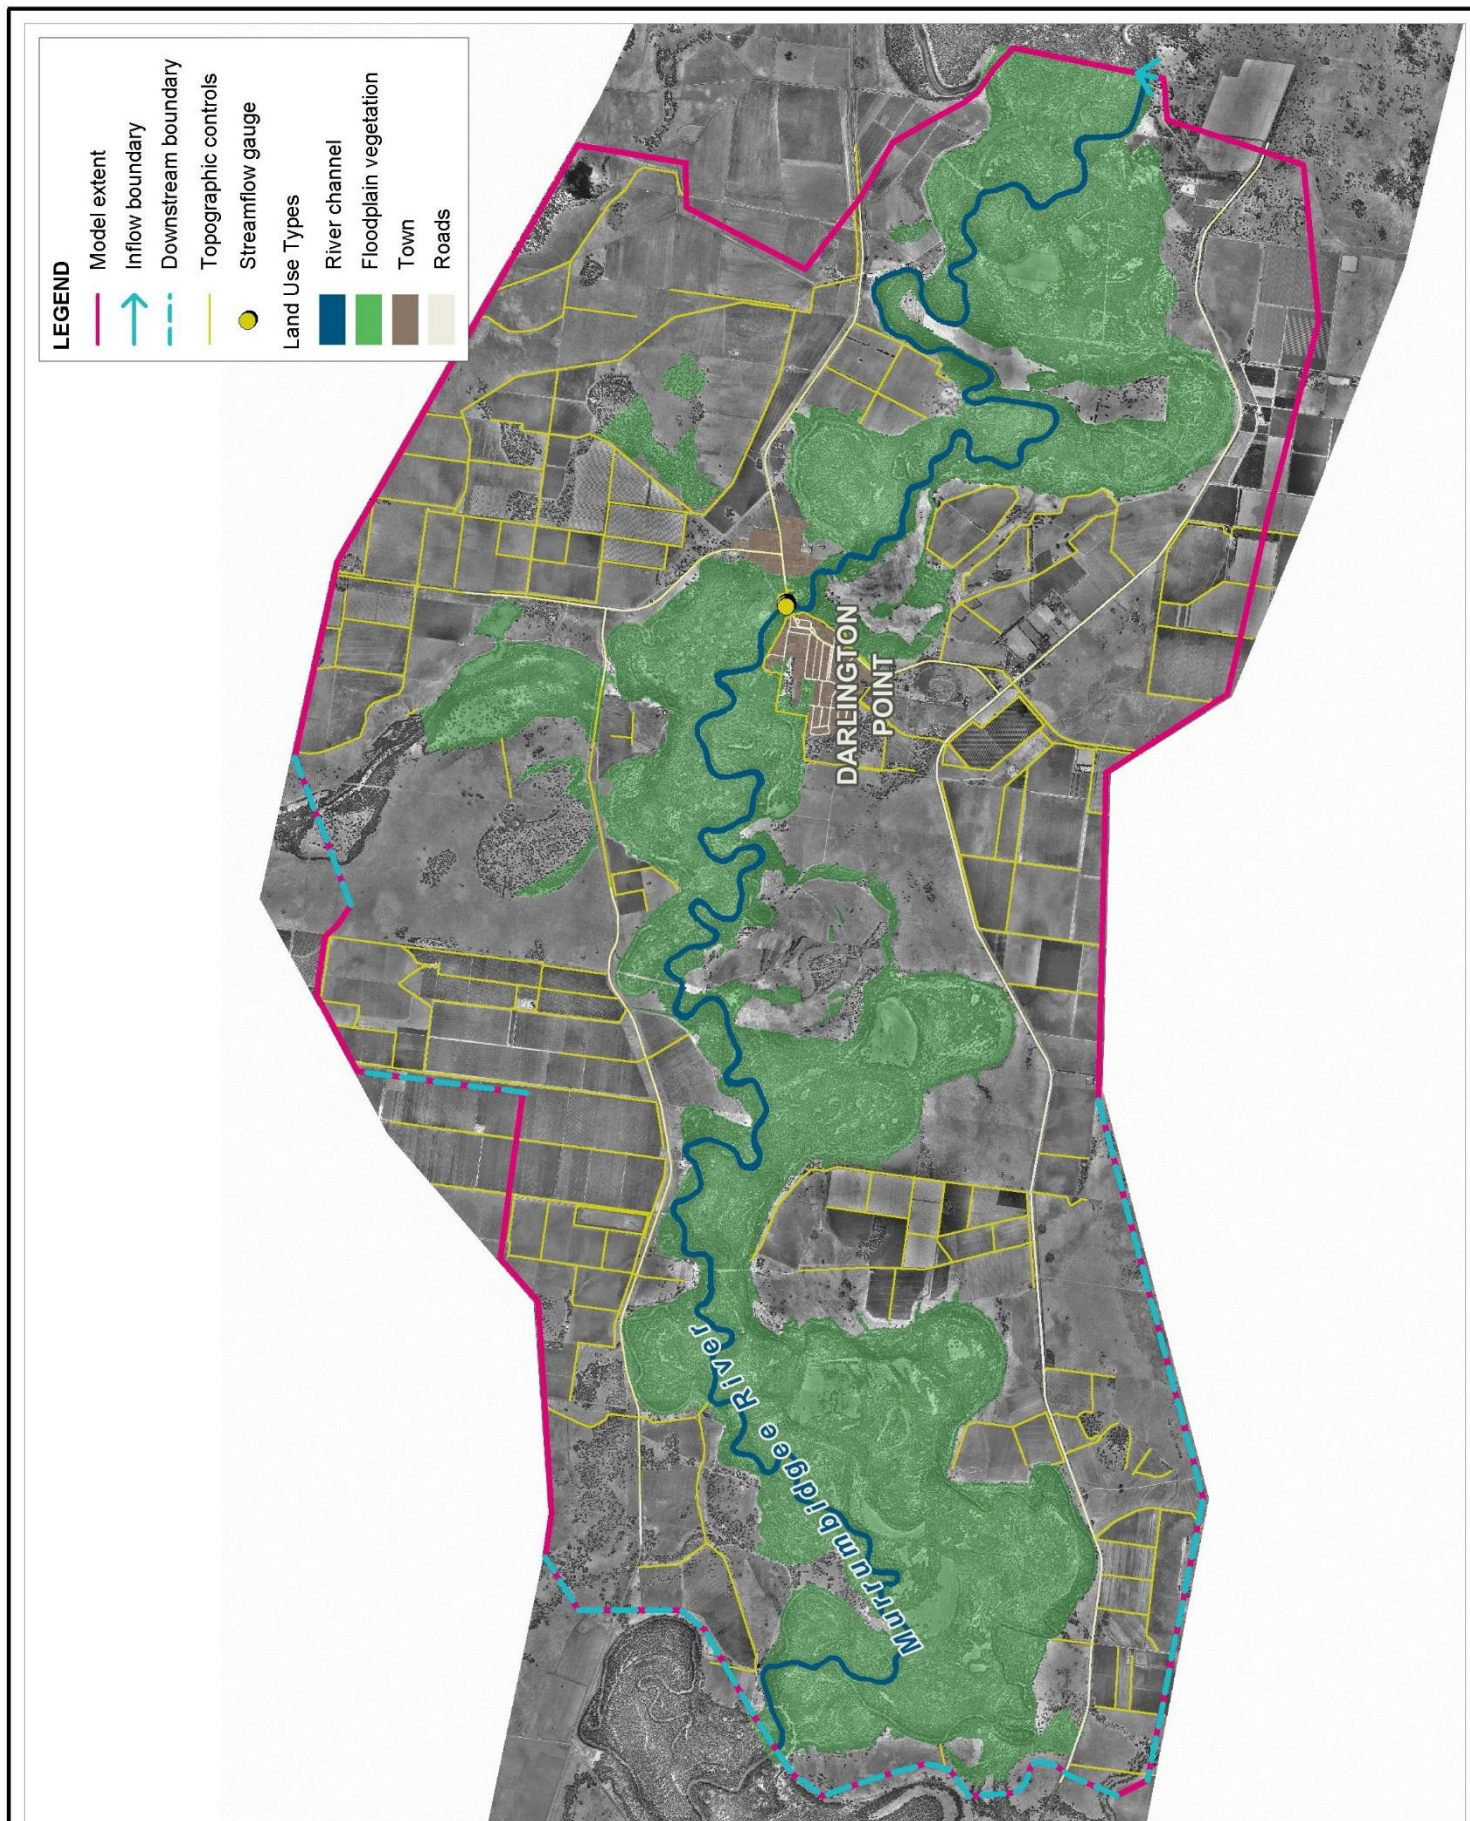 LEGEND
Model extent
Inflow boundary
Downstream boundary
Topographic controls
Streamflow gauge
Land Use Types
River channel
Floodplain vegetation
Town
Roads
DARLINGTON
POINT
Murrumbidgee River